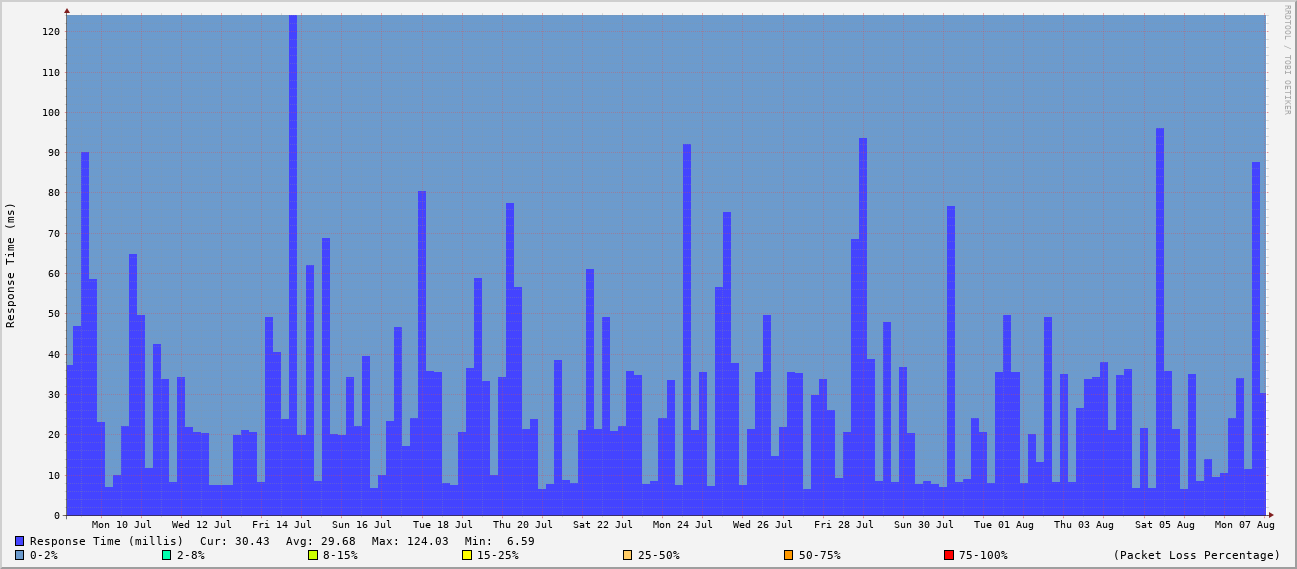 RRDTOOL / TOBI OETIKER
Response Time (ms)
120
110
100
90
80
70
60
50
40
30
20
10
0
Mon 10 Jul Wed 12 Jul Fri 14 Jul Sun 16 Jul Tue 18 Jul Thu 20 Jul Sat 22 Jul Mon 24 Jul Wed 26 Jul Fri 28 Jul Sun 30 Jul Tue 01 Aug Thu 03 Aug Sat 05 Aug Mon 07 Aug
Response Time (millis) Cur: 30.43 Avg: 29.68 Max: 124.03 Min: 6.59
0-2% 2-8% 8-15% 15-25% 25-50% 50-75% 75-100% (Packet Loss Percentage)